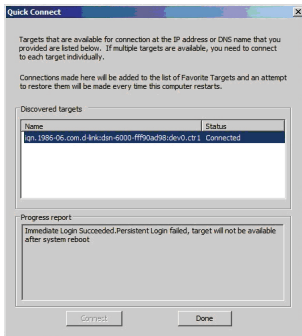 Quick Connect
Targets that are available for connection at the IP address or DNS name that you
provided are listed below. If multiple targets are available, you need to connect
to each target individually.
Connections made here will be added to the list of Favorite Targets and an attempt
to restore them will be made every time this computer restarts.
Discovered targets
Name Status
iqn.1986-06.com.d-link:dsn-6000-fff90ad98:dev0.ctr1 Connected
Progress report
Immediate Login Succeeded.Persistent Login failed, target will not be available
after system reboot
Connect Done